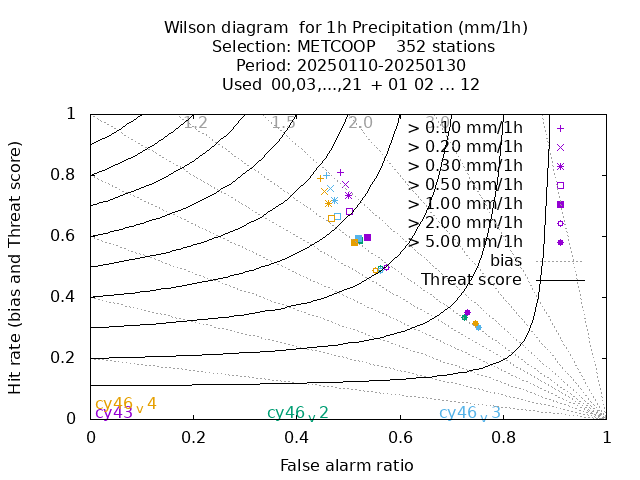 Wilson diagram  for 1h Precipitation (mm/1h)
Selection: METCOOP    352 stations
Period: 20250110-20250130
Used  00,03,...,21  + 01 02 ... 12
Hit rate (bias and Threat score)
1
0.8
0.6
0.4
0.2
0
1.2
1.5
2.0
3.0
> 0.10 mm/1h
> 0.20 mm/1h
> 0.30 mm/1h
> 0.50 mm/1h
> 1.00 mm/1h
> 2.00 mm/1h
> 5.00 mm/1h
bias
Threat score
cy46_v4
cy43
cy46_v2
cy46_v3
0
0.2
0.4
0.6
0.8
1
False alarm ratio